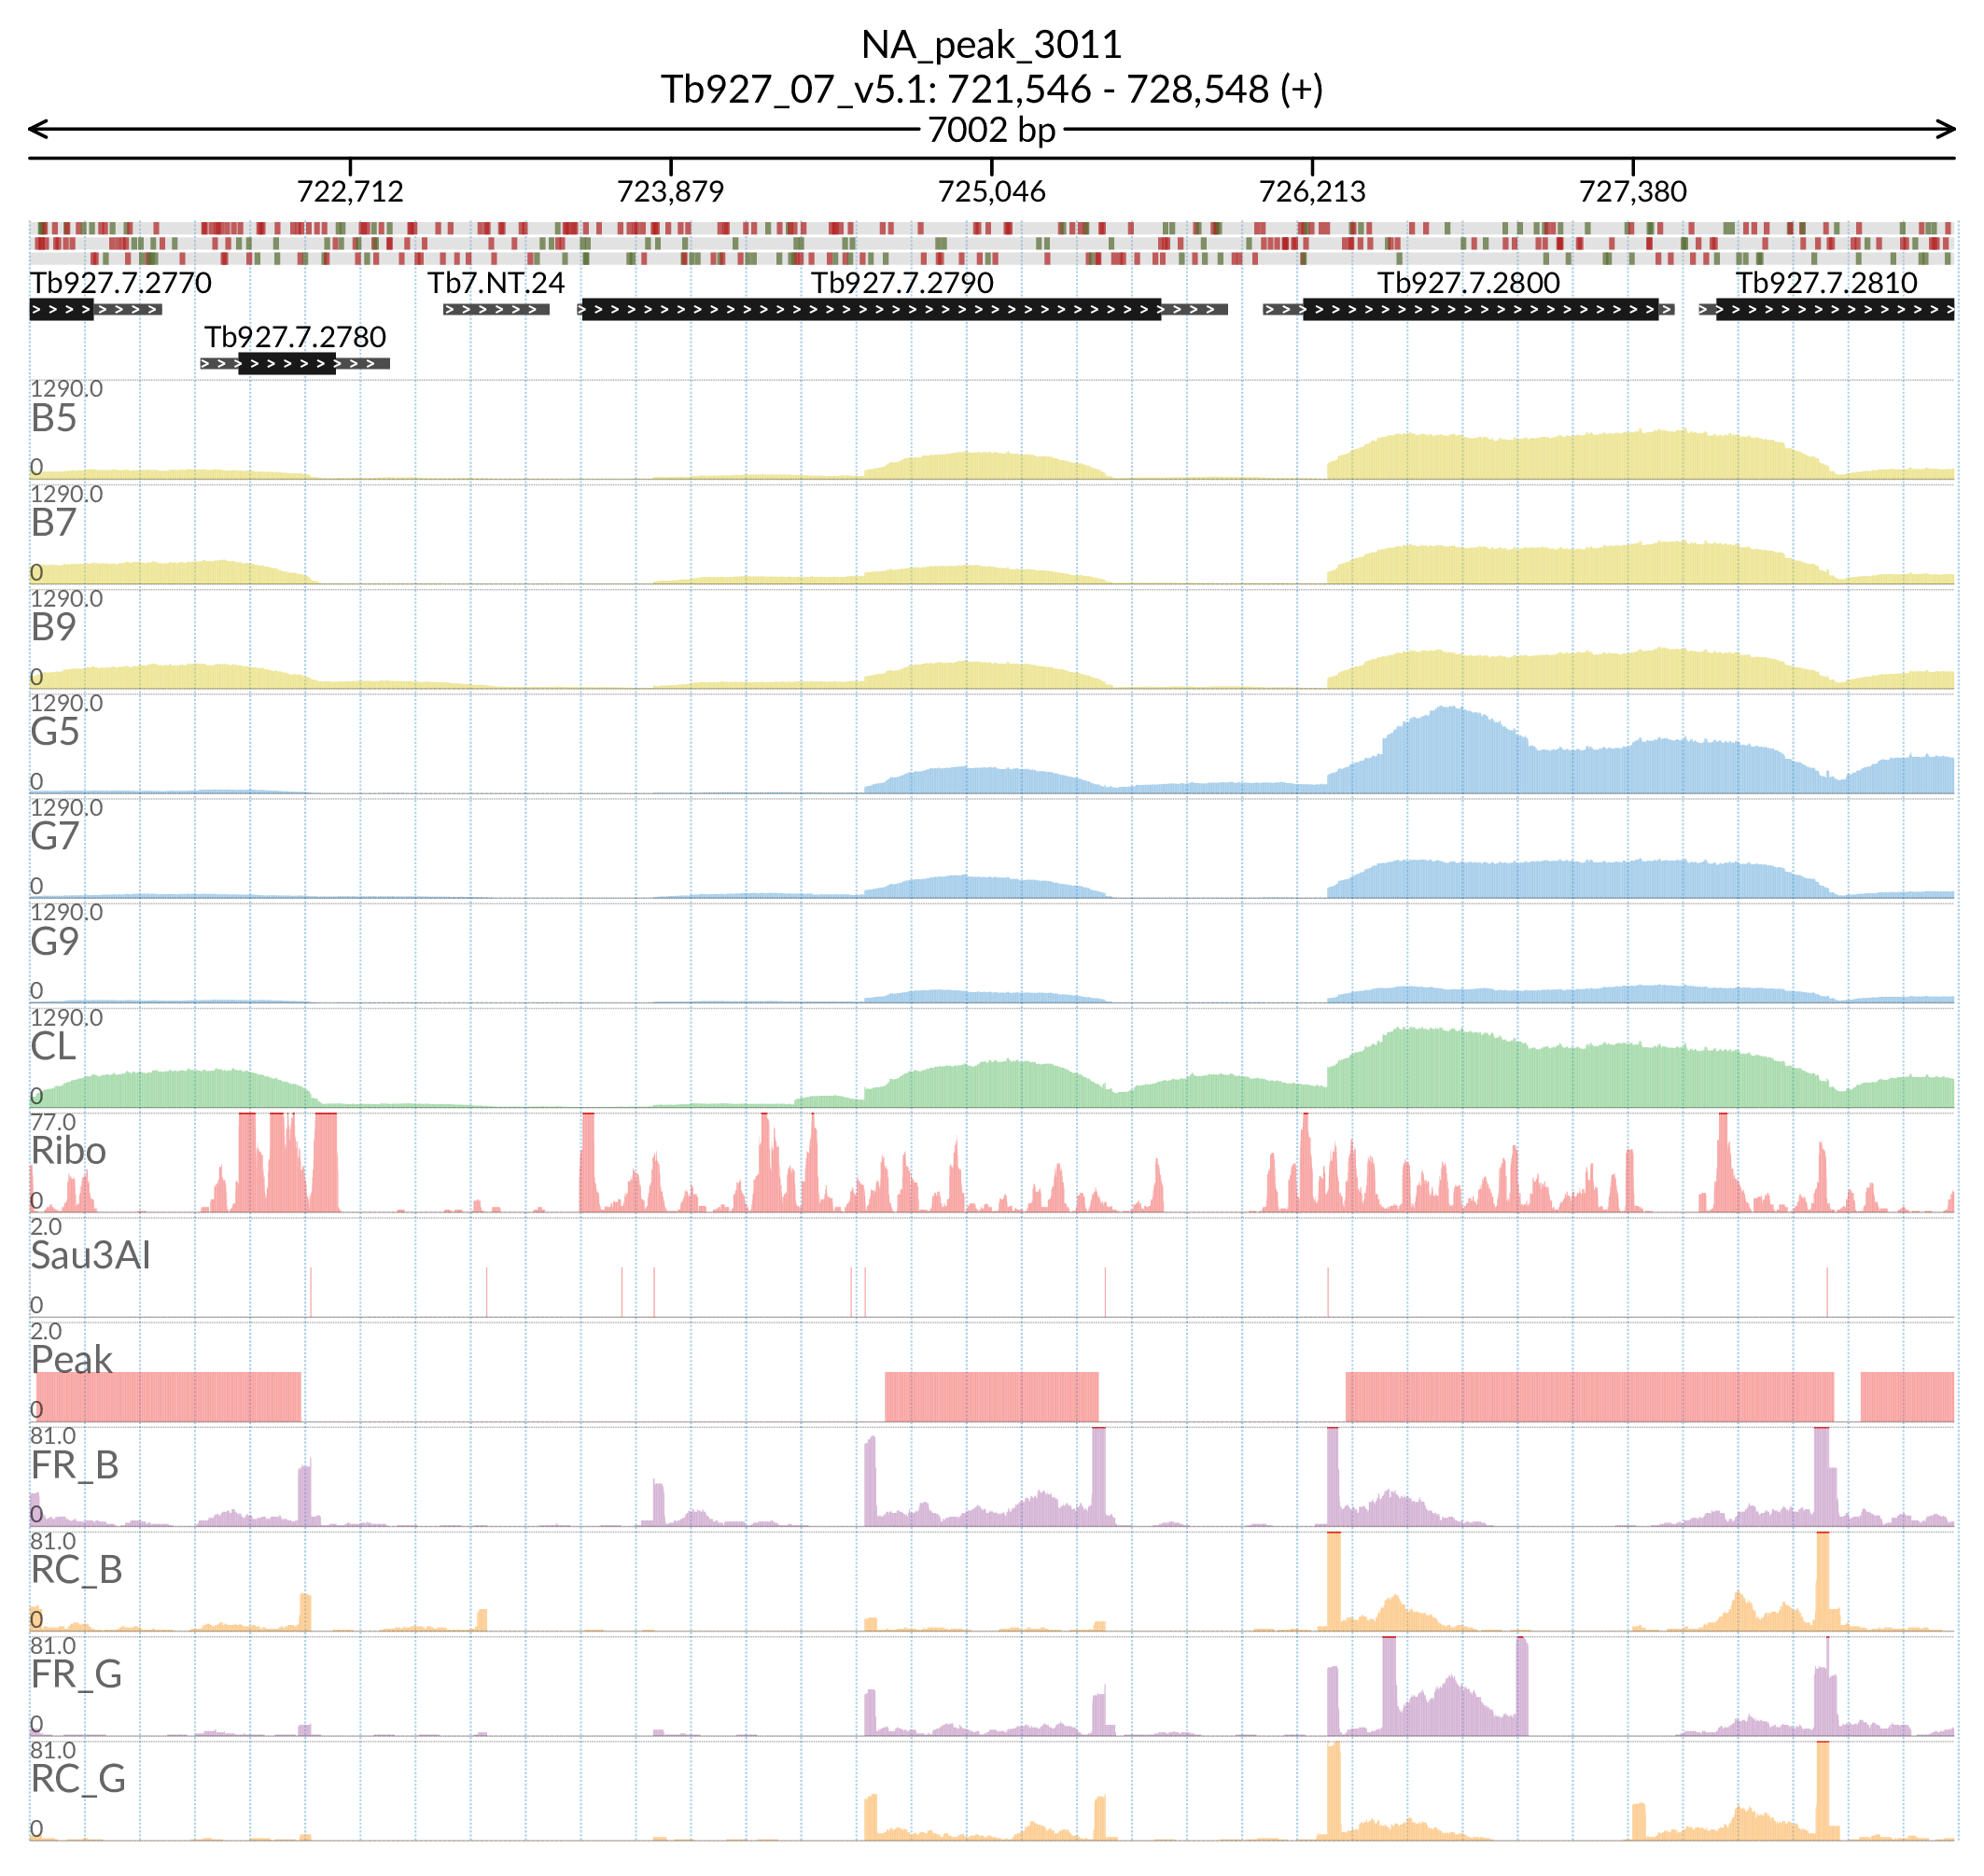 NA_peak_3011
Tb927_07_v5.1: 721,546 - 728,548 (+)
7002 bp
722,712 723,879 725,046 726,213 727,380
Tb927.7.2770 Tb7.NT.24 Tb927.7.2790 Tb927.7.2800 Tb927.7.2810
Tb927.7.2780
1290.0
B5
0
1290.0
B7
0
1290.0
B9
0
1290.0
G5
0
1290.0
G7
0
1290.0
G9
0
1290.0
CL
0
77.0
Ribo
0
2.0
Sau3AI
0
2.0
Peak
0
81.0
FR_B
0
81.0
RC_B
0
81.0
FR_G
0
81.0
RC_G
0